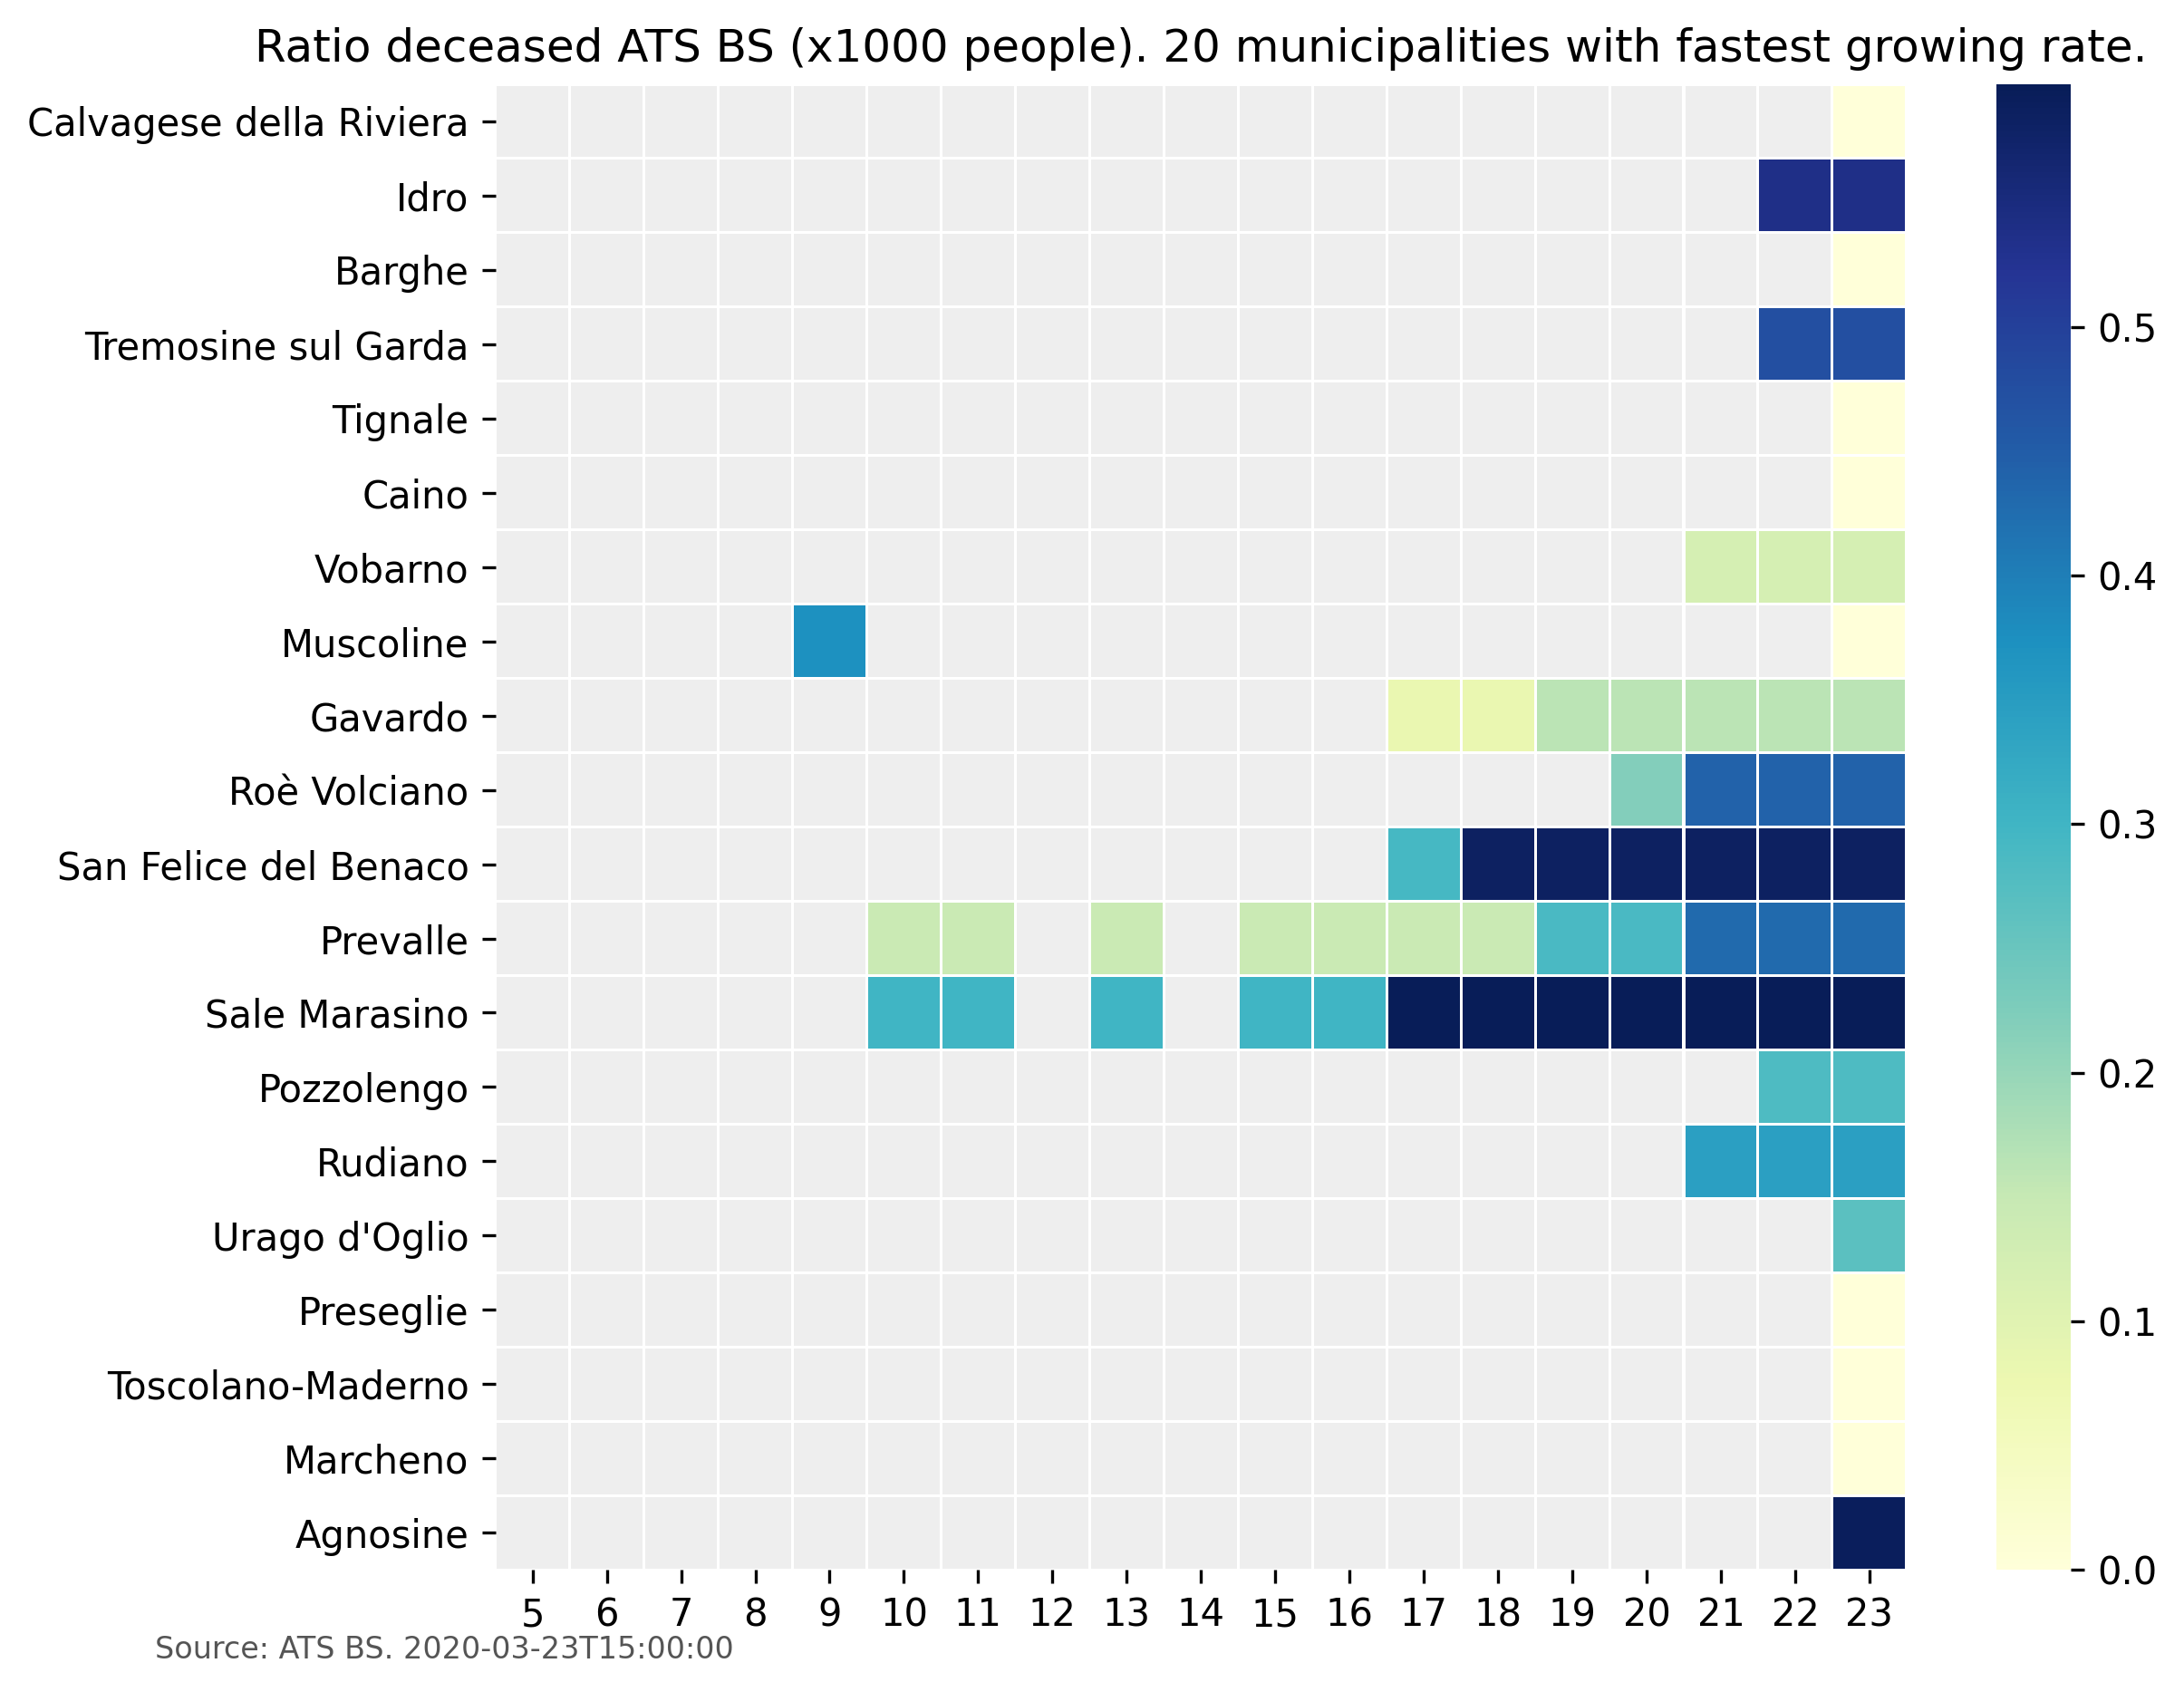 Ratio deceased ATS BS (x1000 people). 20 municipalities with fastest growing rate.
Calvagese della Riviera
Idro
Barghe
Tremosine sul Garda
Tignale
Caino
Vobarno
Muscoline
Gavardo
Roè Volciano
San Felice del Benaco
Prevalle
Sale Marasino
Pozzolengo
Rudiano
Urago d'Oglio
Preseglie
Toscolano-Maderno
Marcheno
Agnosine
5 6 7 8 9 10 11 12 13 14 15 16 17 18 19 20 21 22 23
0.5
0.4
0.3
0.2
0.1
0.0
Source: ATS BS. 2020-03-23T15:00:00